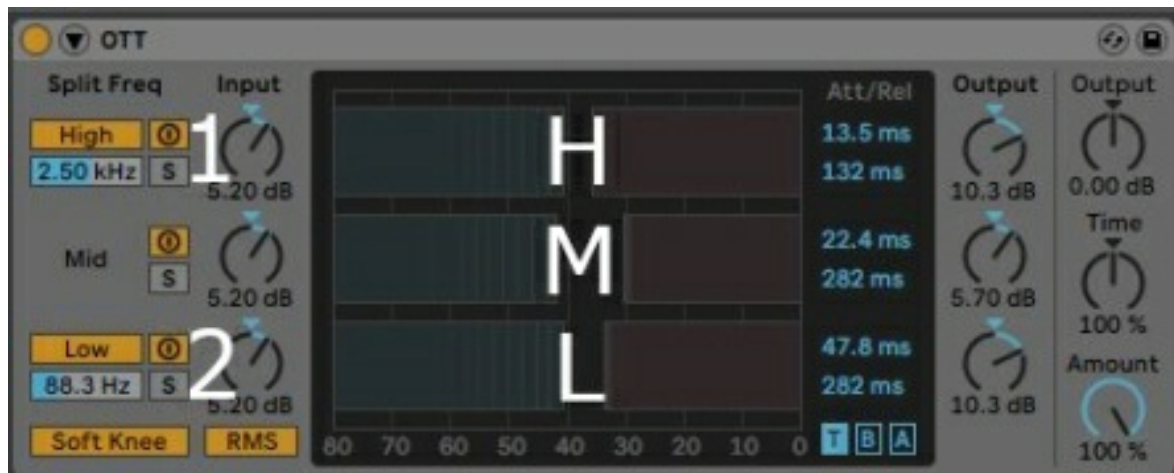 OTT
Split Freq Input Att/Rel Output Output
High 1 13.5 ms
2.50 kHz S 5.20 dB H 132 ms 10.3 dB 0.00 dB
Time
Mid 22.4 ms
S 5.20 dB M 282 ms 5.70 dB
100 %
Low 2 47.8 ms Amount
88.3 Hz S 5.20 dB L 282 ms 10.3 dB
Soft Knee RMS 80 70 60 50 40 30 20 10 0 T B A 100 %